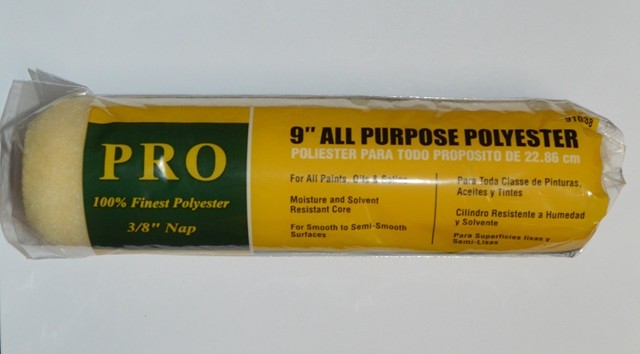 91038
9" ALL PURPOSE POLYESTER
POLIESTER PARA TODO PROPOSITO DE 22.86 cm
PRO
100% Finest Polyester
3/8" Nap
For All Paints, Oils &
Moisture and Solvent
Resistant Core
For Smooth to Semi-Smooth
Surfaces
Para Toda Classe de Pinturas,
Aceites y Tintes
Cilindro Resistente a Humedad
y Solvente
Para Superficies lisas y
Semi-Lisas